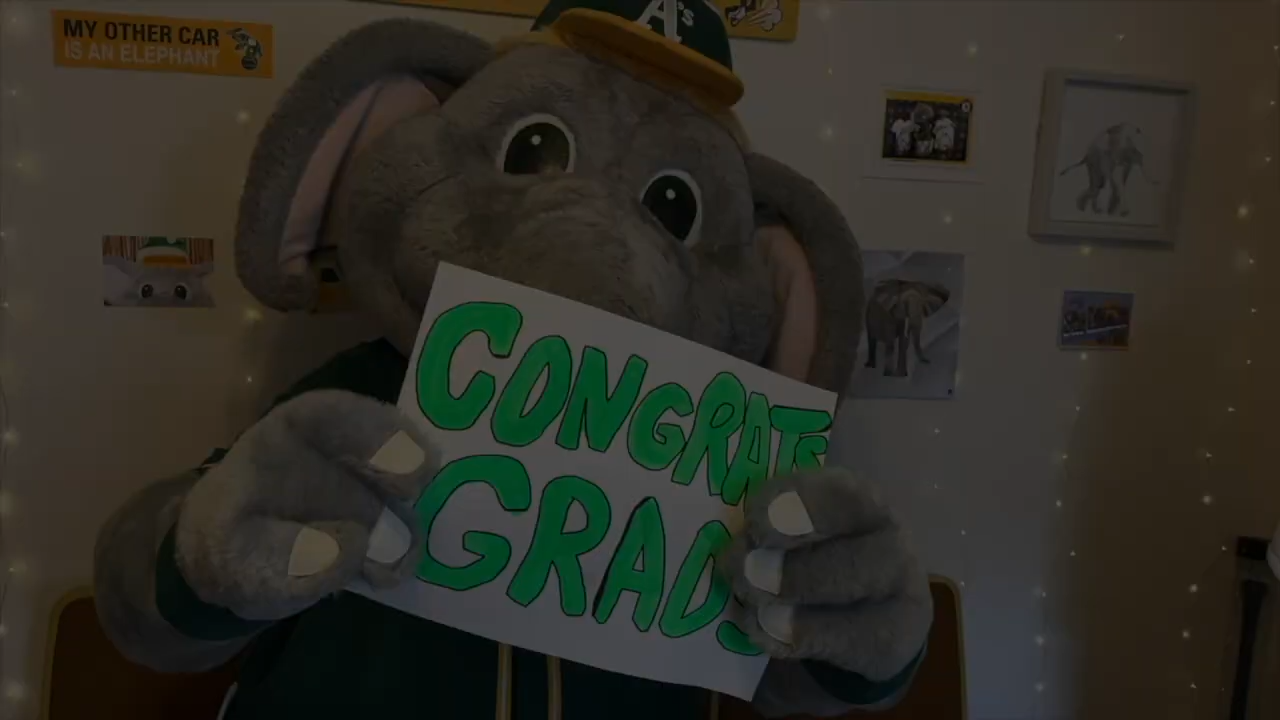 MY OTHER CAR
IS AN ELEPHANT
A's
CONGRATS
GRADS